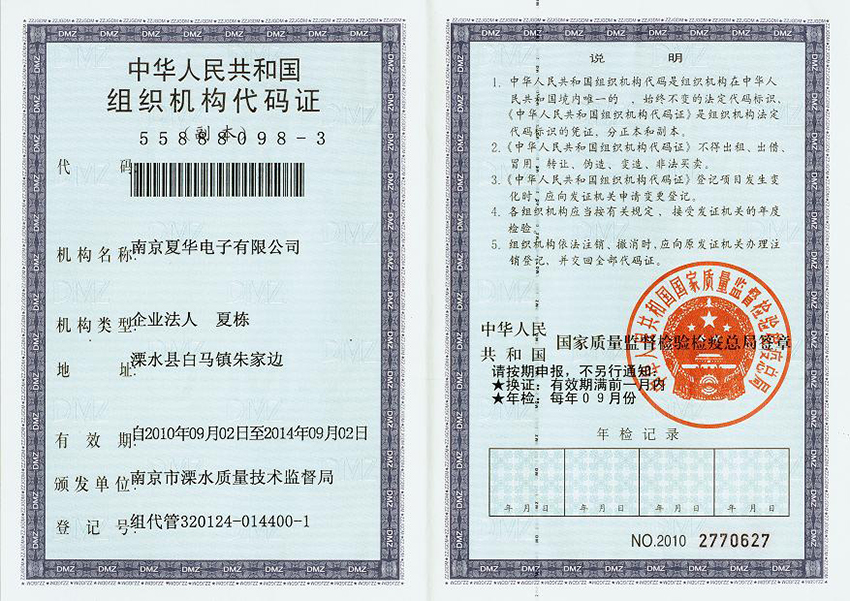 中华人民共和国
组织机构代码证
(副本)
55888098-3
代 码
机构名称 南京夏华电子有限公司
机构类型 企业法人 夏栋
地 址 溧水县白马镇朱家边
有 效 期 自2010年09月02日至2014年09月02日
颁发单位 南京市溧水质量技术监督局
登 记 号 组代管320124-014400-1
说 明
1. 中华人民共和国组织机构代码是组织机构在中华人
民共和国境内唯一的、始终不变的法定代码标识,
《中华人民共和国组织机构代码证》是组织机构法定
代码标识的凭证，分正本和副本。
2.《中华人民共和国组织机构代码证》不得出租、出借、
冒用、转让、伪造、变造、非法买卖。
3.《中华人民共和国组织机构代码证》登记项目发生变
化时，应向发证机关申请变更登记。
4. 各组织机构应当按有关规定，接受发证机关的年度
检验。
5. 组织机构依法注销、撤消时，应向原发证机关办理注
销登记，并交回全部代码证。
中华人民
共 和 国 国家质量监督检验检疫总局签章
中华人民共和国国家质量监督检验检疫总局
请按期申报，不另行通知:
★换证: 有效期满前一月内
★年检: 每年09月份
年检记录
年 月 日 年 月 日 年 月 日 年 月 日
NO.2010 2770627